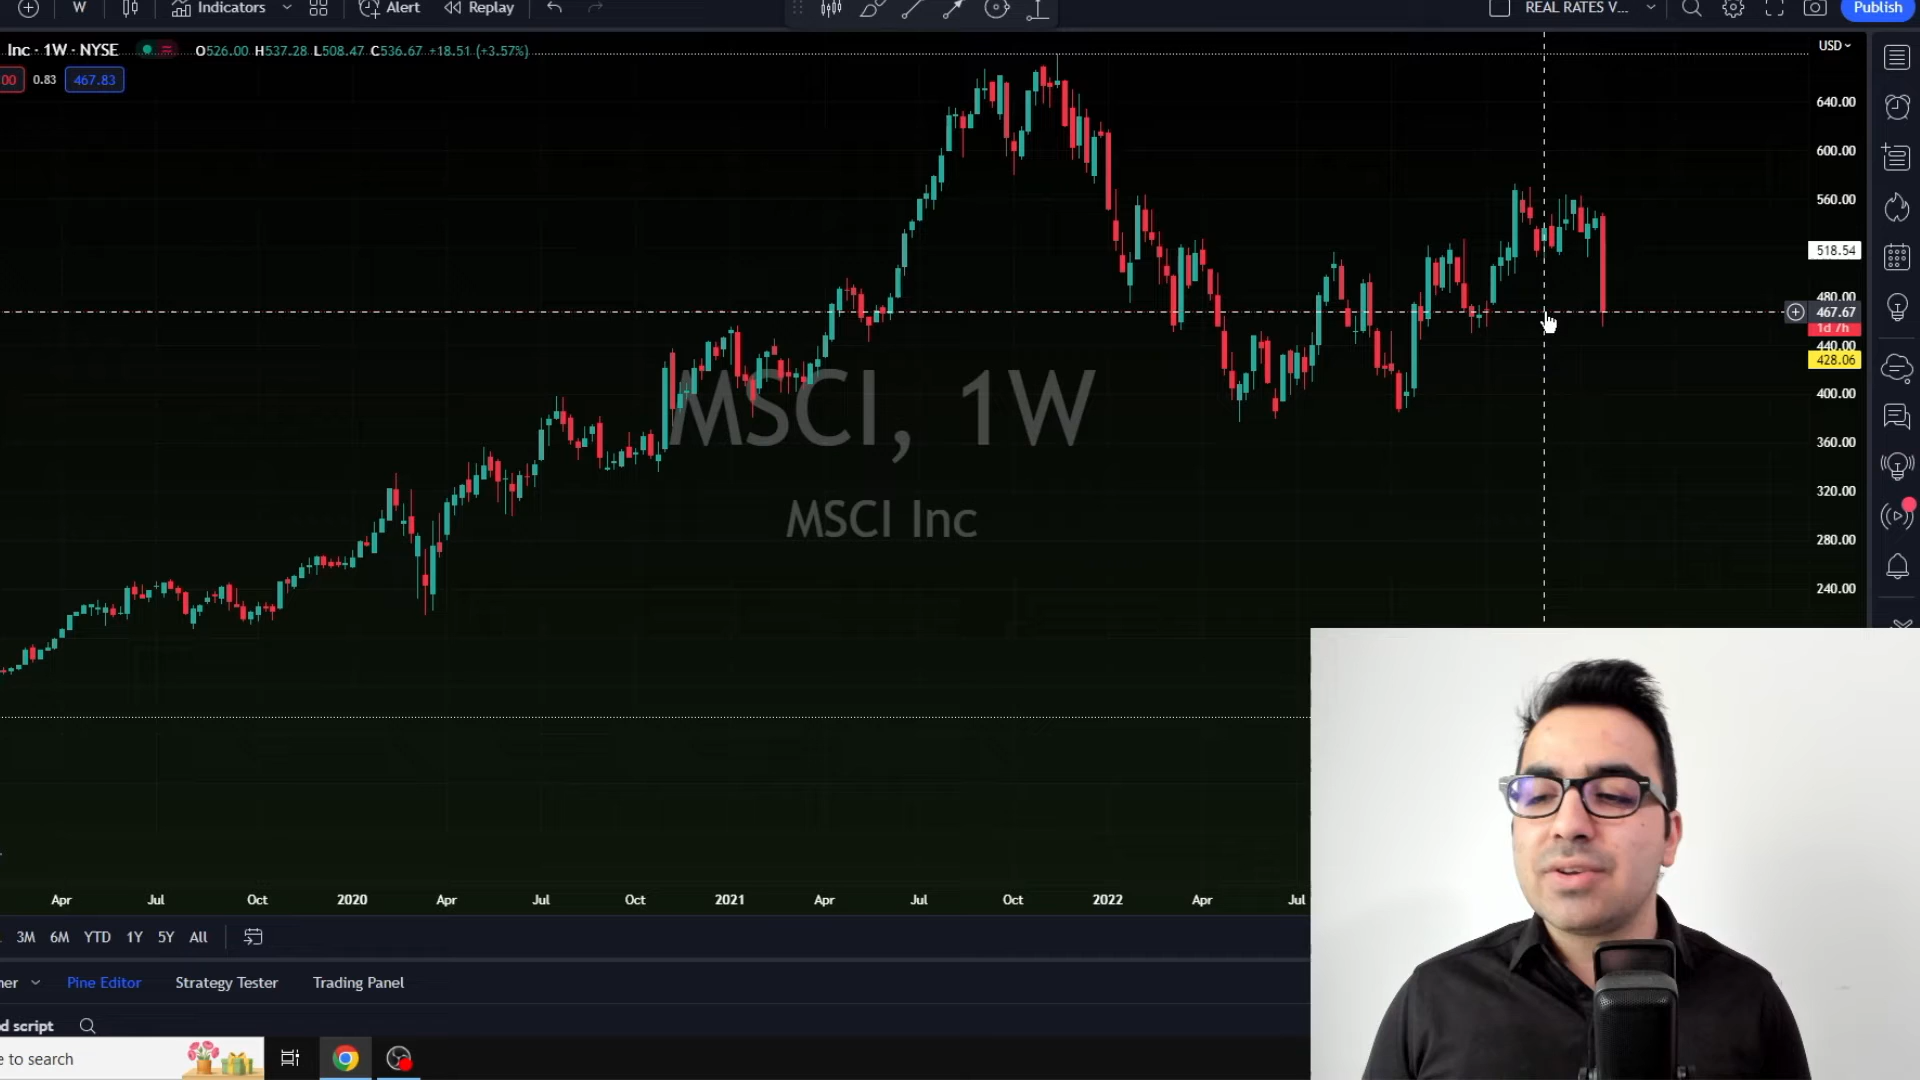 W
Indicators
Alert
Replay
REAL RATES V...
Publish
Inc · 1W · NYSE
O526.00 H537.28 L508.47 C536.67 +18.51 (+3.57%)
00
0.83
467.83
USD
640.00
600.00
560.00
518.54
480.00
467.67
1d 7h
440.00
428.06
400.00
360.00
320.00
280.00
240.00
MSCI, 1W
MSCI Inc
Apr
Jul
Oct
2020
Apr
Jul
Oct
2021
Apr
Jul
Oct
2022
Apr
Jul
3M
6M
YTD
1Y
5Y
All
ner
Pine Editor
Strategy Tester
Trading Panel
d script
e to search